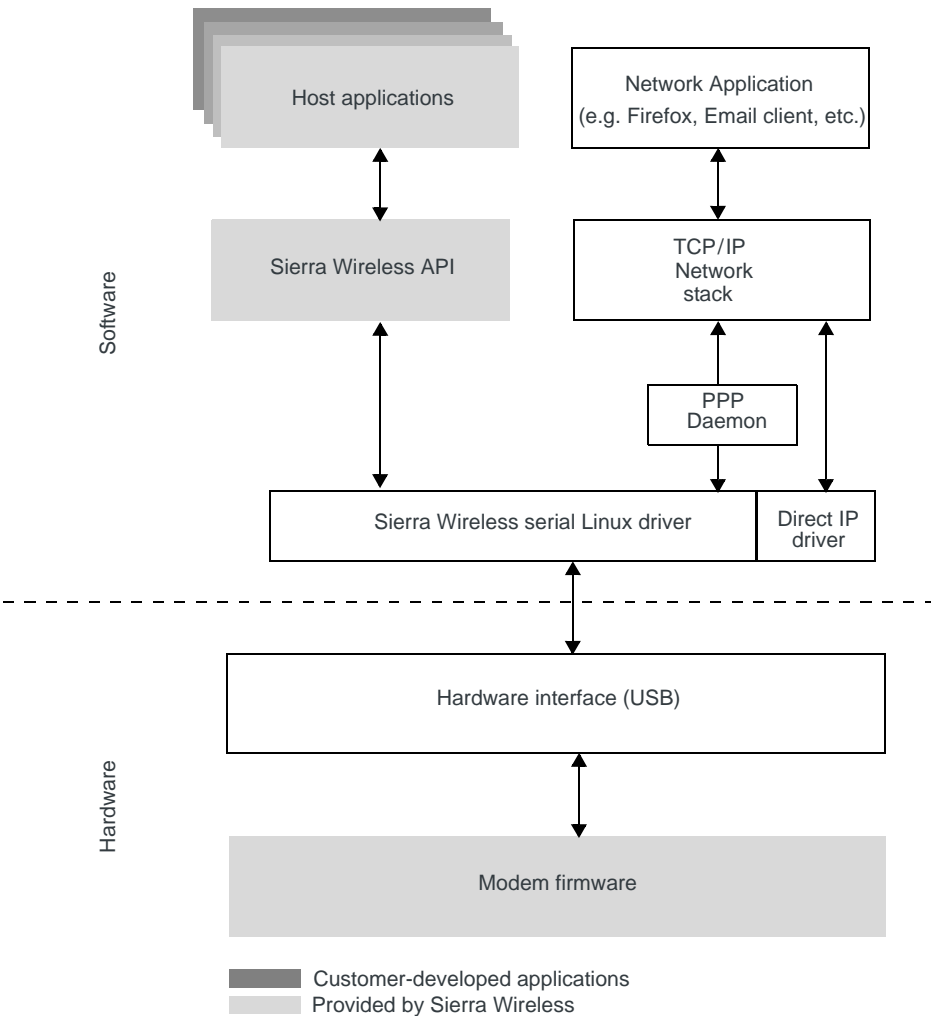 Host applications
Network Application
(e.g. Firefox, Email client, etc.)
Sierra Wireless API
TCP/IP
Network
stack
Software
PPP
Daemon
Sierra Wireless serial Linux driver
Direct IP
driver
Hardware interface (USB)
Hardware
Modem firmware
Customer-developed applications
Provided by Sierra Wireless